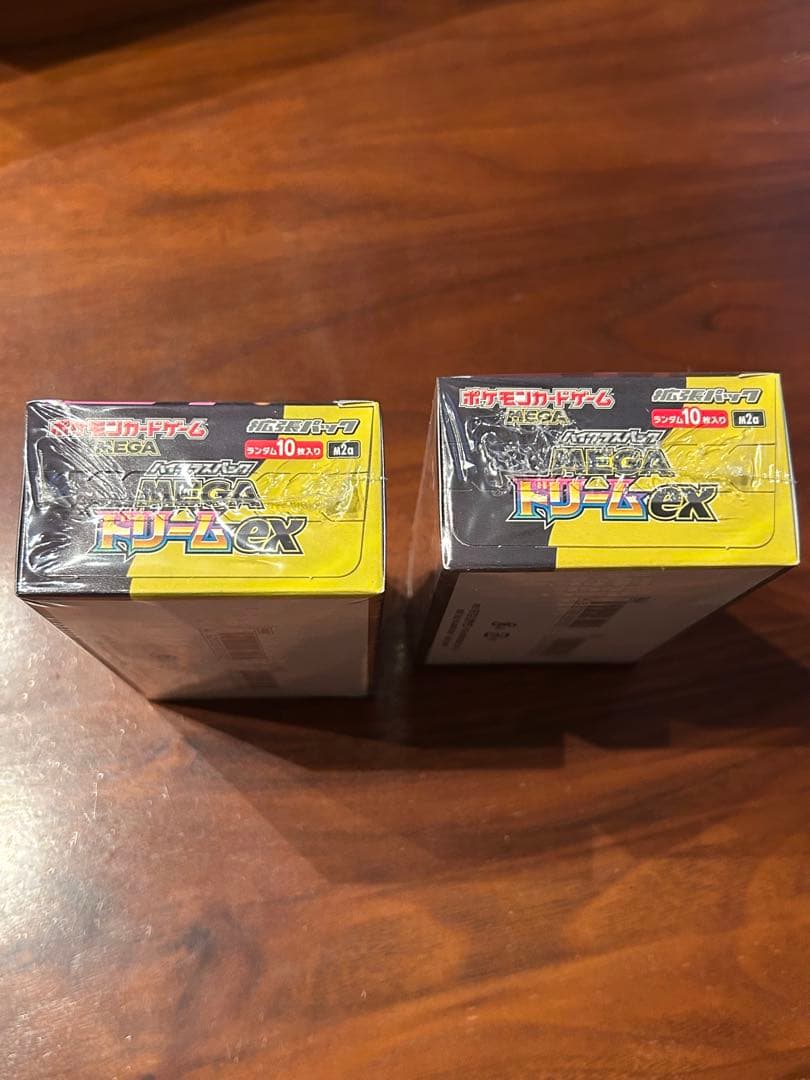 ポケモンカードゲーム
MEGA
拡張パック
ランダム10枚入り
M2a
ハイクラスパック
MEGA
ドリームex
ポケモンカードゲーム
MEGA
拡張パック
ランダム10枚入り
M2a
ハイクラスパック
MEGA
ドリームex